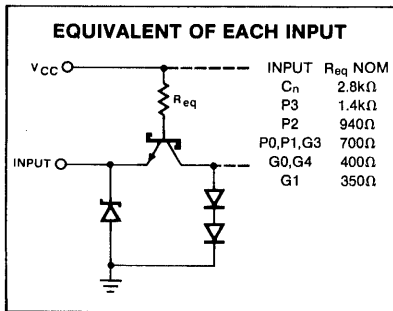 EQUIVALENT OF EACH INPUT
VCC
INPUT Req NOM
Cn 2.8kΩ
P3 1.4kΩ
P2 940Ω
P0,P1,G3 700Ω
G0,G4 400Ω
G1 350Ω
Req
INPUT